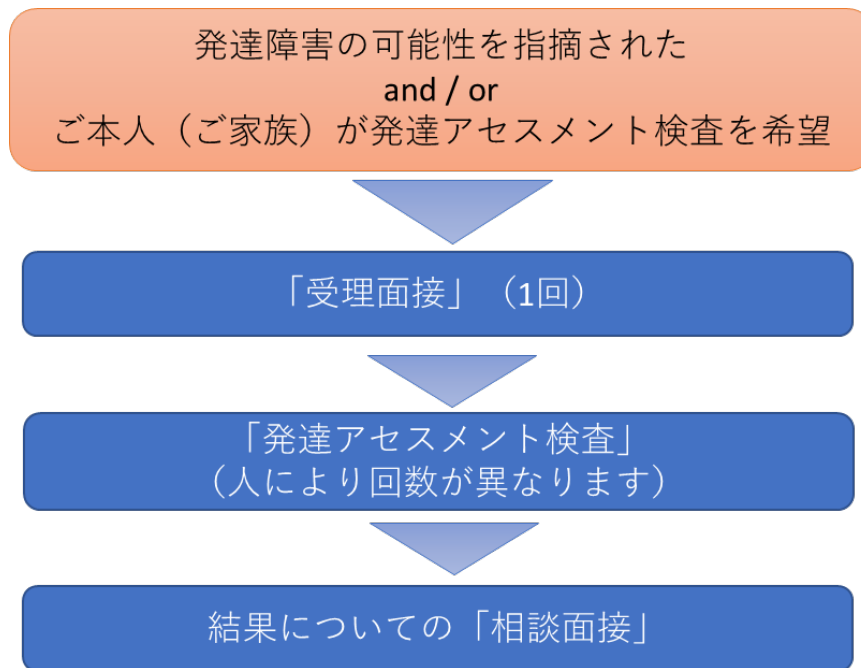 発達障害の可能性を指摘された
and / or
ご本人（ご家族）が発達アセスメント検査を希望
「受理面接」（1回）
「発達アセスメント検査」
（人により回数が異なります）
結果についての「相談面接」